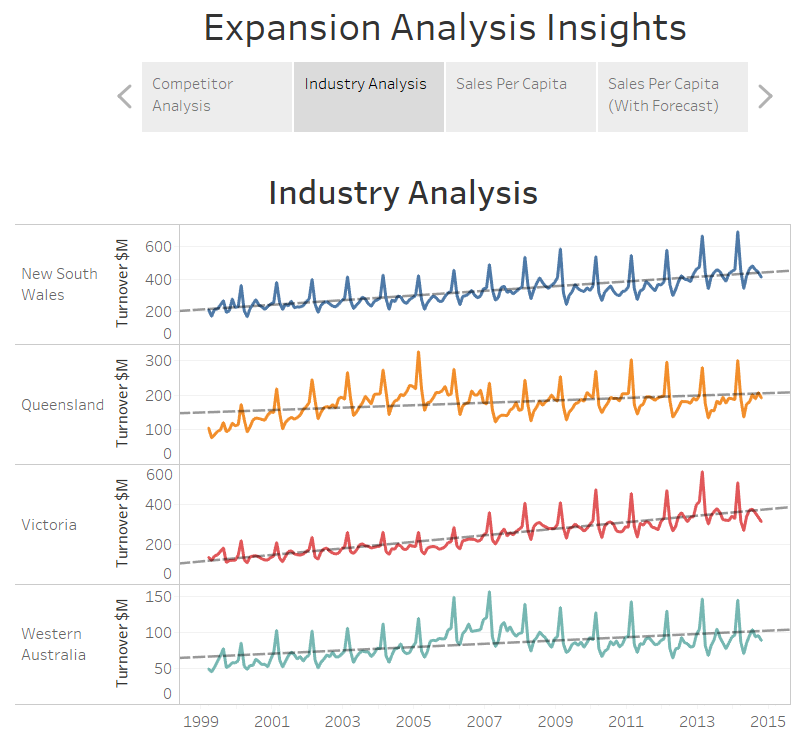 Expansion Analysis Insights
Competitor
Analysis
Industry Analysis
Sales Per Capita
Sales Per Capita
(With Forecast)
Industry Analysis
New South
Wales
Turnover $M
600
400
200
0
Queensland
Turnover $M
300
200
100
0
Victoria
Turnover $M
600
400
200
0
Western
Australia
Turnover $M
150
100
50
0
1999 2001 2003 2005 2007 2009 2011 2013 2015